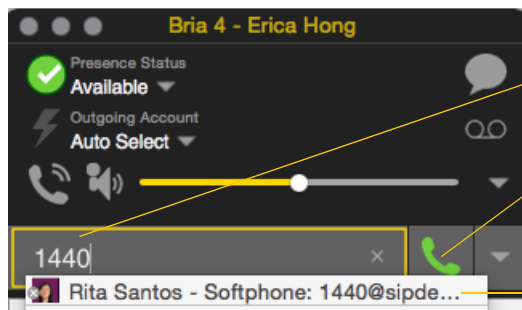 Bria 4 - Erica Hong
Presence Status
Available
Outgoing Account
Auto Select
1440
Rita Santos - Softphone: 1440@sipde...